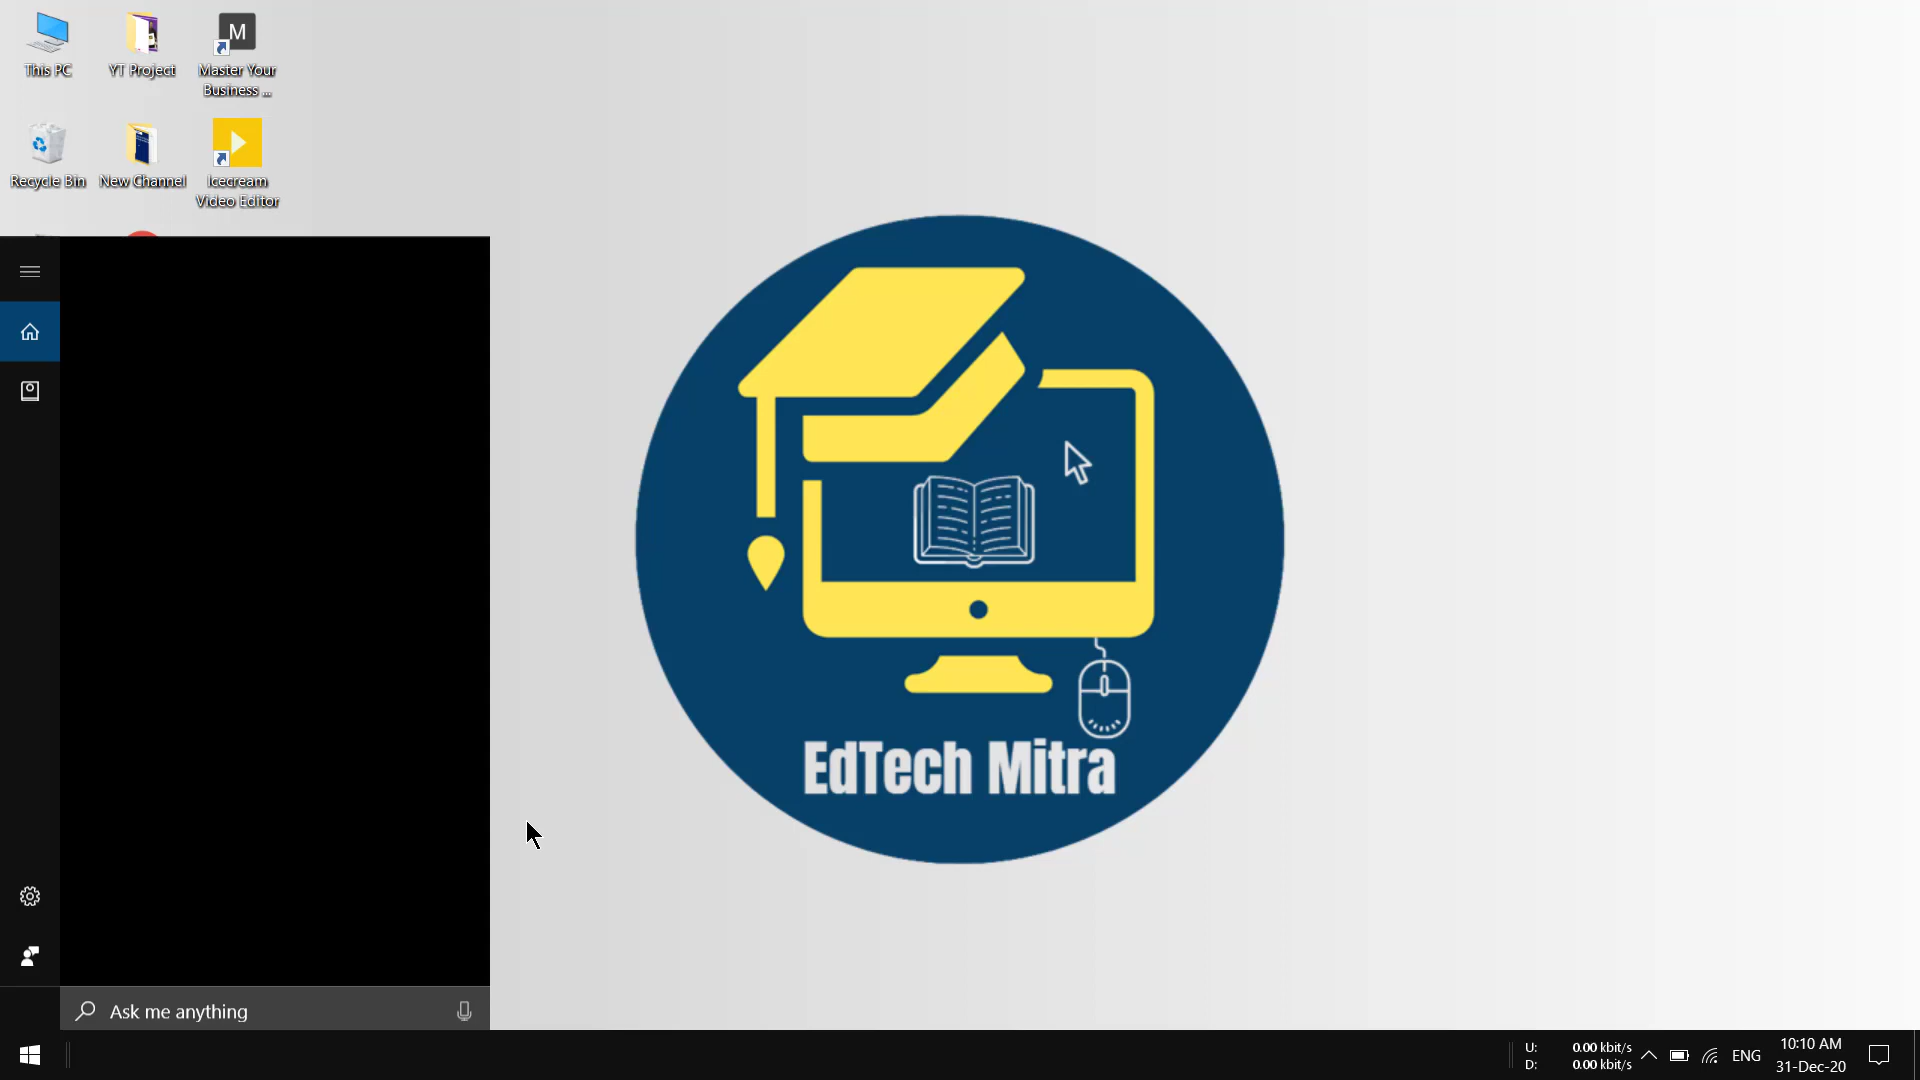 This PC
YT Project
Master Your
Business ...
Recycle Bin
New Channel
Icecream
Video Editor
M
EdTech Mitra
Ask me anything
U: 0.00 kbit/s
D: 0.00 kbit/s
ENG
10:10 AM
31-Dec-20